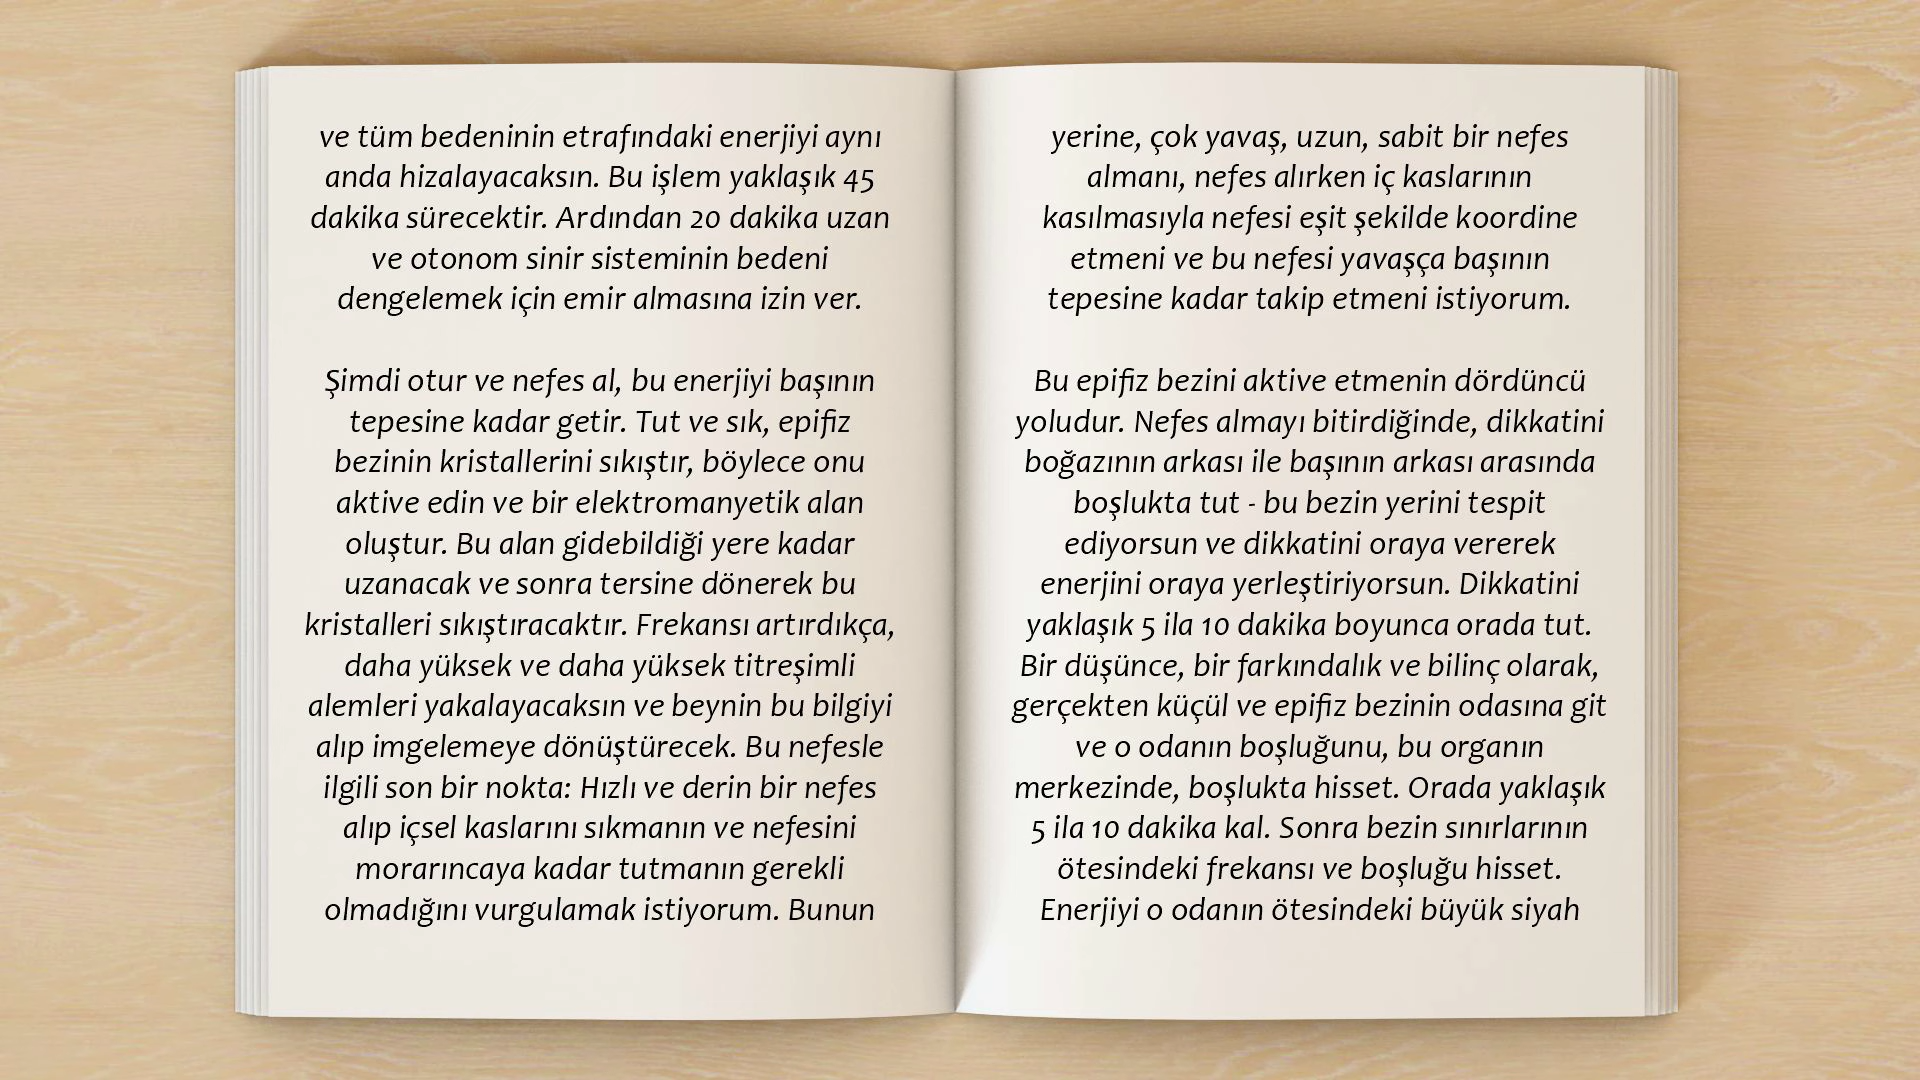 ve tüm bedeninin etrafındaki enerjiyi aynı
anda hizalayacaksın. Bu işlem yaklaşık 45
dakika sürecektir. Ardından 20 dakika uzan
ve otonom sinir sisteminin bedeni
dengelemek için emir almasına izin ver.
Şimdi otur ve nefes al, bu enerjiyi başının
tepesine kadar getir. Tut ve sık, epifiz
bezinin kristallerini sıkıştır, böylece onu
aktive edin ve bir elektromanyetik alan
oluştur. Bu alan gidebildiği yere kadar
uzanacak ve sonra tersine dönerek bu
kristalleri sıkıştıracaktır. Frekansı artırdıkça,
daha yüksek ve daha yüksek titreşimli
alemleri yakalayacaksın ve beynin bu bilgiyi
alıp imgelemeye dönüştürecek. Bu nefesle
ilgili son bir nokta: Hızlı ve derin bir nefes
alıp içsel kaslarını sıkmanın ve nefesini
morarıncaya kadar tutmanın gerekli
olmadığını vurgulamak istiyorum. Bunun
yerine, çok yavaş, uzun, sabit bir nefes
almanı, nefes alırken iç kaslarının
kasılmasıyla nefesi eşit şekilde koordine
etmeni ve bu nefesi yavaşça başının
tepesine kadar takip etmeni istiyorum.
Bu epifiz bezini aktive etmenin dördüncü
yoludur. Nefes almayı bitirdiğinde, dikkatini
boğazının arkası ile başının arkası arasında
boşlukta tut - bu bezin yerini tespit
ediyorsun ve dikkatini oraya vererek
enerjini oraya yerleştiriyorsun. Dikkatini
yaklaşık 5 ila 10 dakika boyunca orada tut.
Bir düşünce, bir farkındalık ve bilinç olarak,
gerçekten küçül ve epifiz bezinin odasına git
ve o odanın boşluğunu, bu organın
merkezinde, boşlukta hisset. Orada yaklaşık
5 ila 10 dakika kal. Sonra bezin sınırlarının
ötesindeki frekansı ve boşluğu hisset.
Enerjiyi o odanın ötesindeki büyük siyah